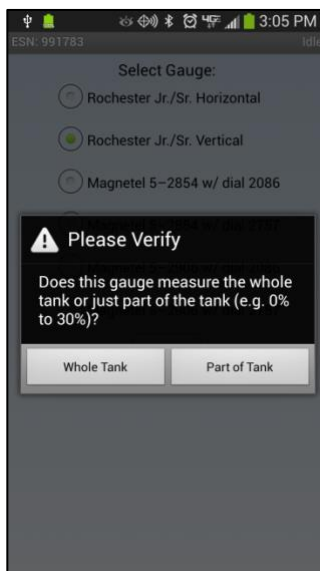 3:05 PM
ESN: 991783 Idle
Select Gauge:
Rochester Jr./Sr. Horizontal
Rochester Jr./Sr. Vertical
Magnetel 5-2854 w/ dial 2086
Please Verify
Does this gauge measure the whole
tank or just part of the tank (e.g. 0%
to 30%)?
Whole Tank Part of Tank